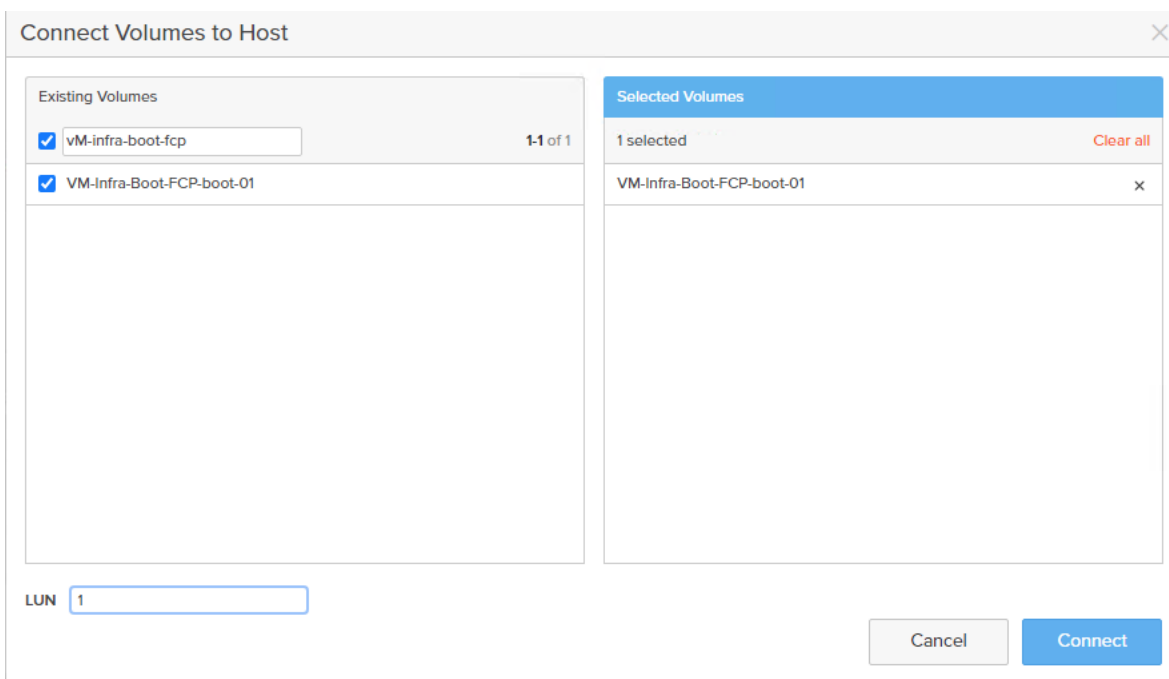 Connect Volumes to Host
Existing Volumes
vM-infra-boot-fcp 1-1 of 1
VM-Infra-Boot-FCP-boot-01
Selected Volumes
1 selected Clear all
VM-Infra-Boot-FCP-boot-01
LUN 1
Cancel Connect